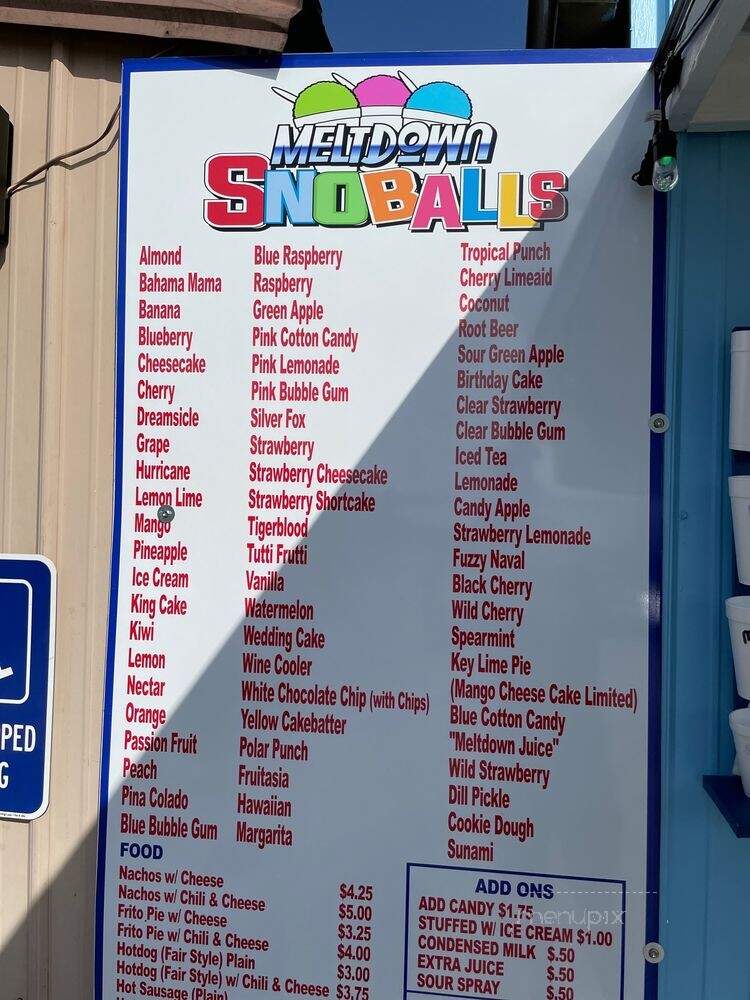 MELTDOWN
SNOBALLS
Almond
Bahama Mama
Banana
Blueberry
Cheesecake
Cherry
Dreamsicle
Grape
Hurricane
Lemon Lime
Mango
Pineapple
Ice Cream
King Cake
Kiwi
Lemon
Nectar
Orange
Passion Fruit
Peach
Pina Colado
Blue Bubble Gum
Blue Raspberry
Raspberry
Green Apple
Pink Cotton Candy
Pink Lemonade
Pink Bubble Gum
Silver Fox
Strawberry
Strawberry Cheesecake
Strawberry Shortcake
Tigerblood
Tutti Frutti
Vanilla
Watermelon
Wedding Cake
Wine Cooler
White Chocolate Chip (with Chips)
Yellow Cakebatter
Polar Punch
Fruitasia
Hawaiian
Margarita
Tropical Punch
Cherry Limeaid
Coconut
Root Beer
Sour Green Apple
Birthday Cake
Clear Strawberry
Clear Bubble Gum
Iced Tea
Lemonade
Candy Apple
Strawberry Lemonade
Fuzzy Naval
Black Cherry
Wild Cherry
Spearmint
Key Lime Pie
(Mango Cheese Cake Limited)
Blue Cotton Candy
"Meltdown Juice"
Wild Strawberry
Dill Pickle
Cookie Dough
Sunami
FOOD
Nachos w/ Cheese $4.25
Nachos w/ Chili & Cheese $5.00
Frito Pie w/ Cheese $3.25
Frito Pie w/ Chili & Cheese $4.00
Hotdog (Fair Style) Plain $3.00
Hotdog (Fair Style) w/ Chili & Cheese $3.75
Hot Sausage (Plain)
ADD ONS
ADD CANDY $1.75
STUFFED W/ ICE CREAM $1.00
CONDENSED MILK $.50
EXTRA JUICE $.50
SOUR SPRAY $.50
menupix
PED
G